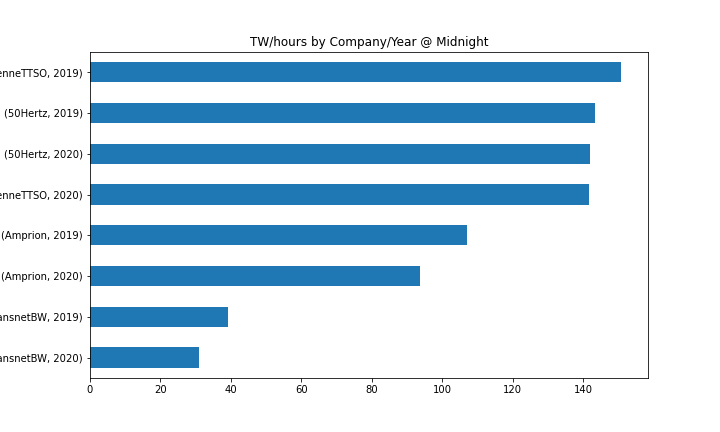 TW/hours by Company/Year @ Midnight
enneTTSO, 2019)
(50Hertz, 2019)
(50Hertz, 2020)
enneTTSO, 2020)
(Amprion, 2019)
(Amprion, 2020)
ansnetBW, 2019)
ansnetBW, 2020)
0 20 40 60 80 100 120 140